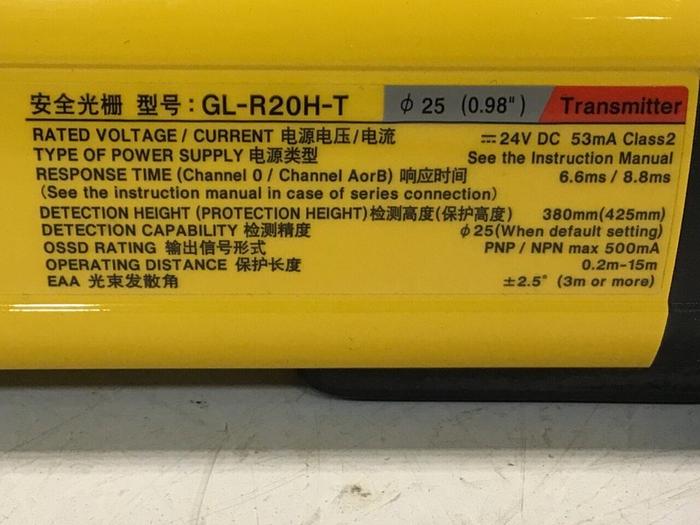 安全光栅 型号：GL-R20H-T ϕ 25 (0.98") Transmitter
RATED VOLTAGE / CURRENT 电源电压/电流 ⎓24V DC 53mA Class2
TYPE OF POWER SUPPLY 电源类型 See the Instruction Manual
RESPONSE TIME (Channel 0 / Channel AorB) 响应时间 6.6ms / 8.8ms
(See the instruction manual in case of series connection)
DETECTION HEIGHT (PROTECTION HEIGHT)检测高度(保护高度) 380mm(425mm)
DETECTION CAPABILITY 检测精度 ϕ25(When default setting)
OSSD RATING 输出信号形式 PNP / NPN max 500mA
OPERATING DISTANCE 保护长度 0.2m-15m
EAA 光束发散角 ±2.5° (3m or more)